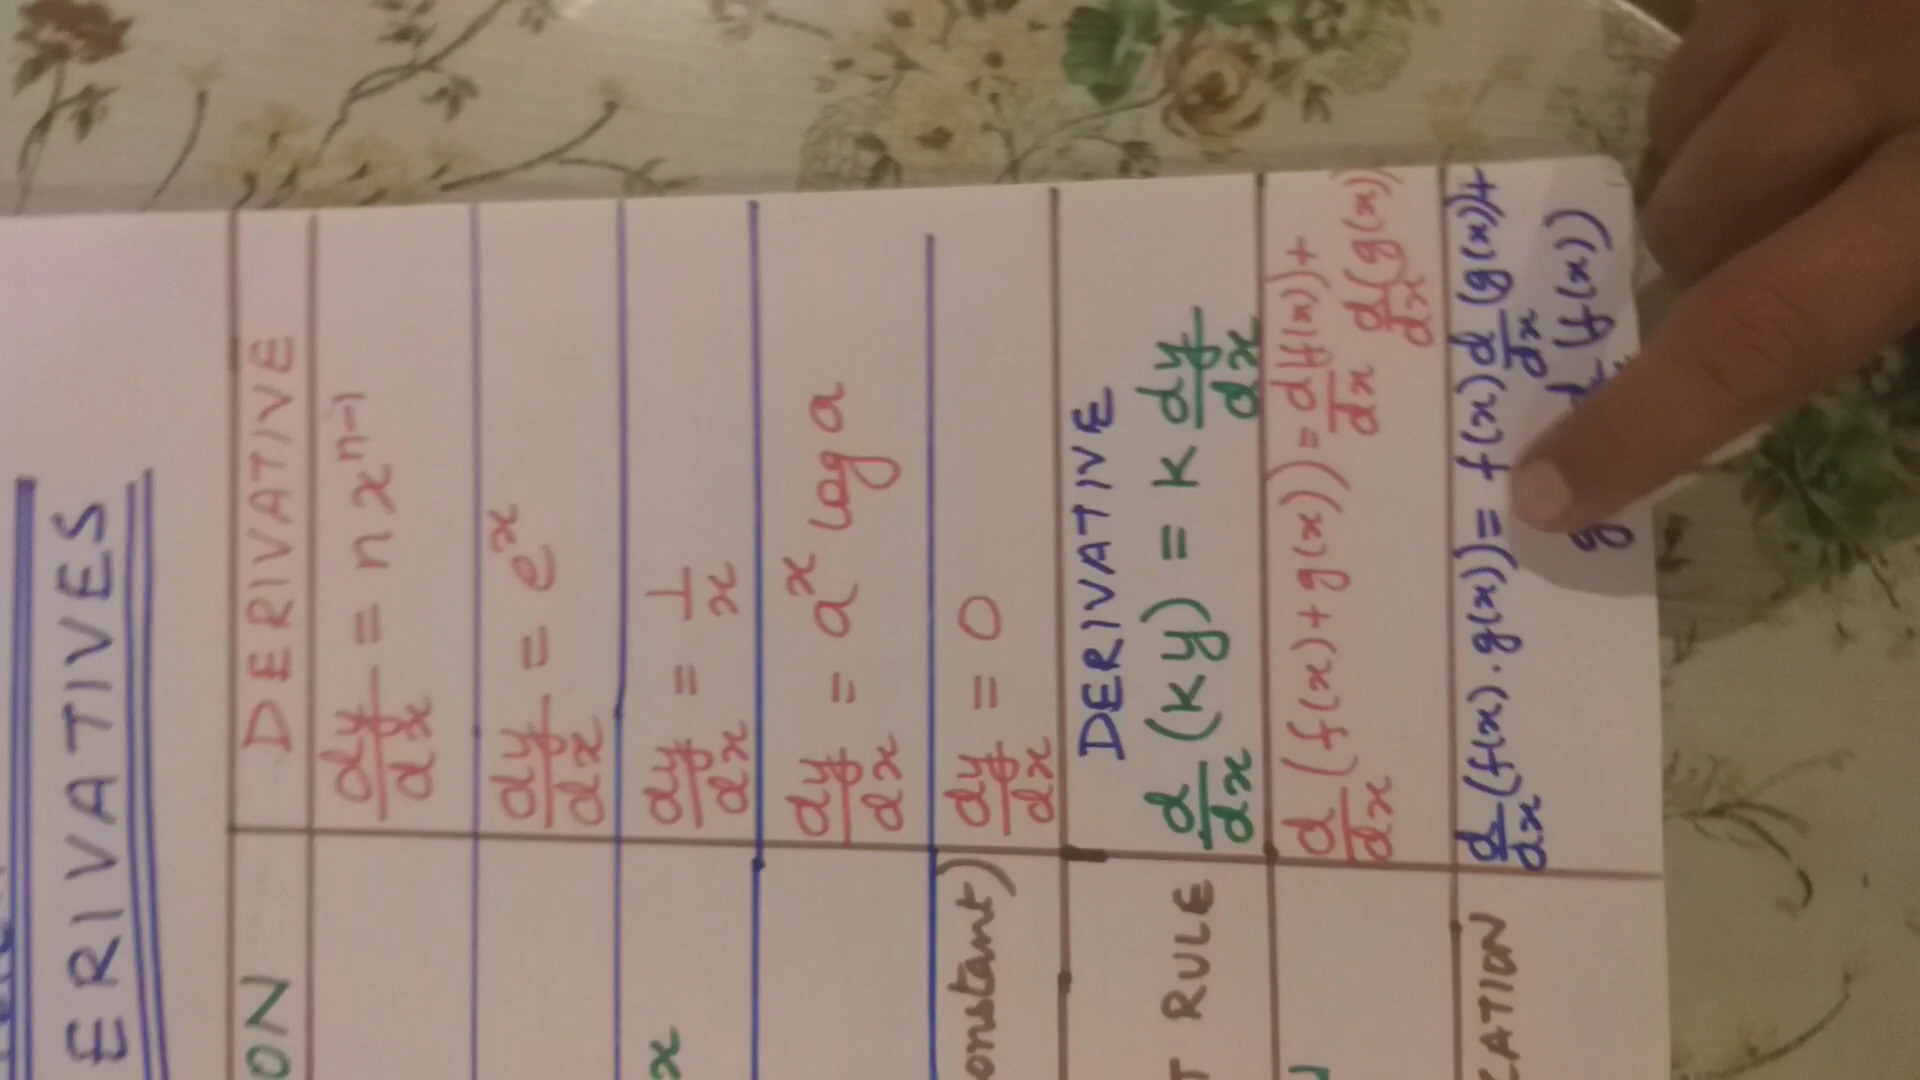 ERIVATIVES
ON
DERIVATIVE
dy/dx = n x^(n-1)
dy/dx = e^x
x
dy/dx = 1/x
dy/dx = a^x log a
onstant)
dy/dx = 0
DERIVATIVE
T RULE
d/dx (Ky) = K dy/dx
d/dx (f(x)+g(x)) = d/dx (f(x)) +
d/dx (g(x))
CATION
d/dx (f(x).g(x)) = f(x) d/dx (g(x)) +
g d (f(x))